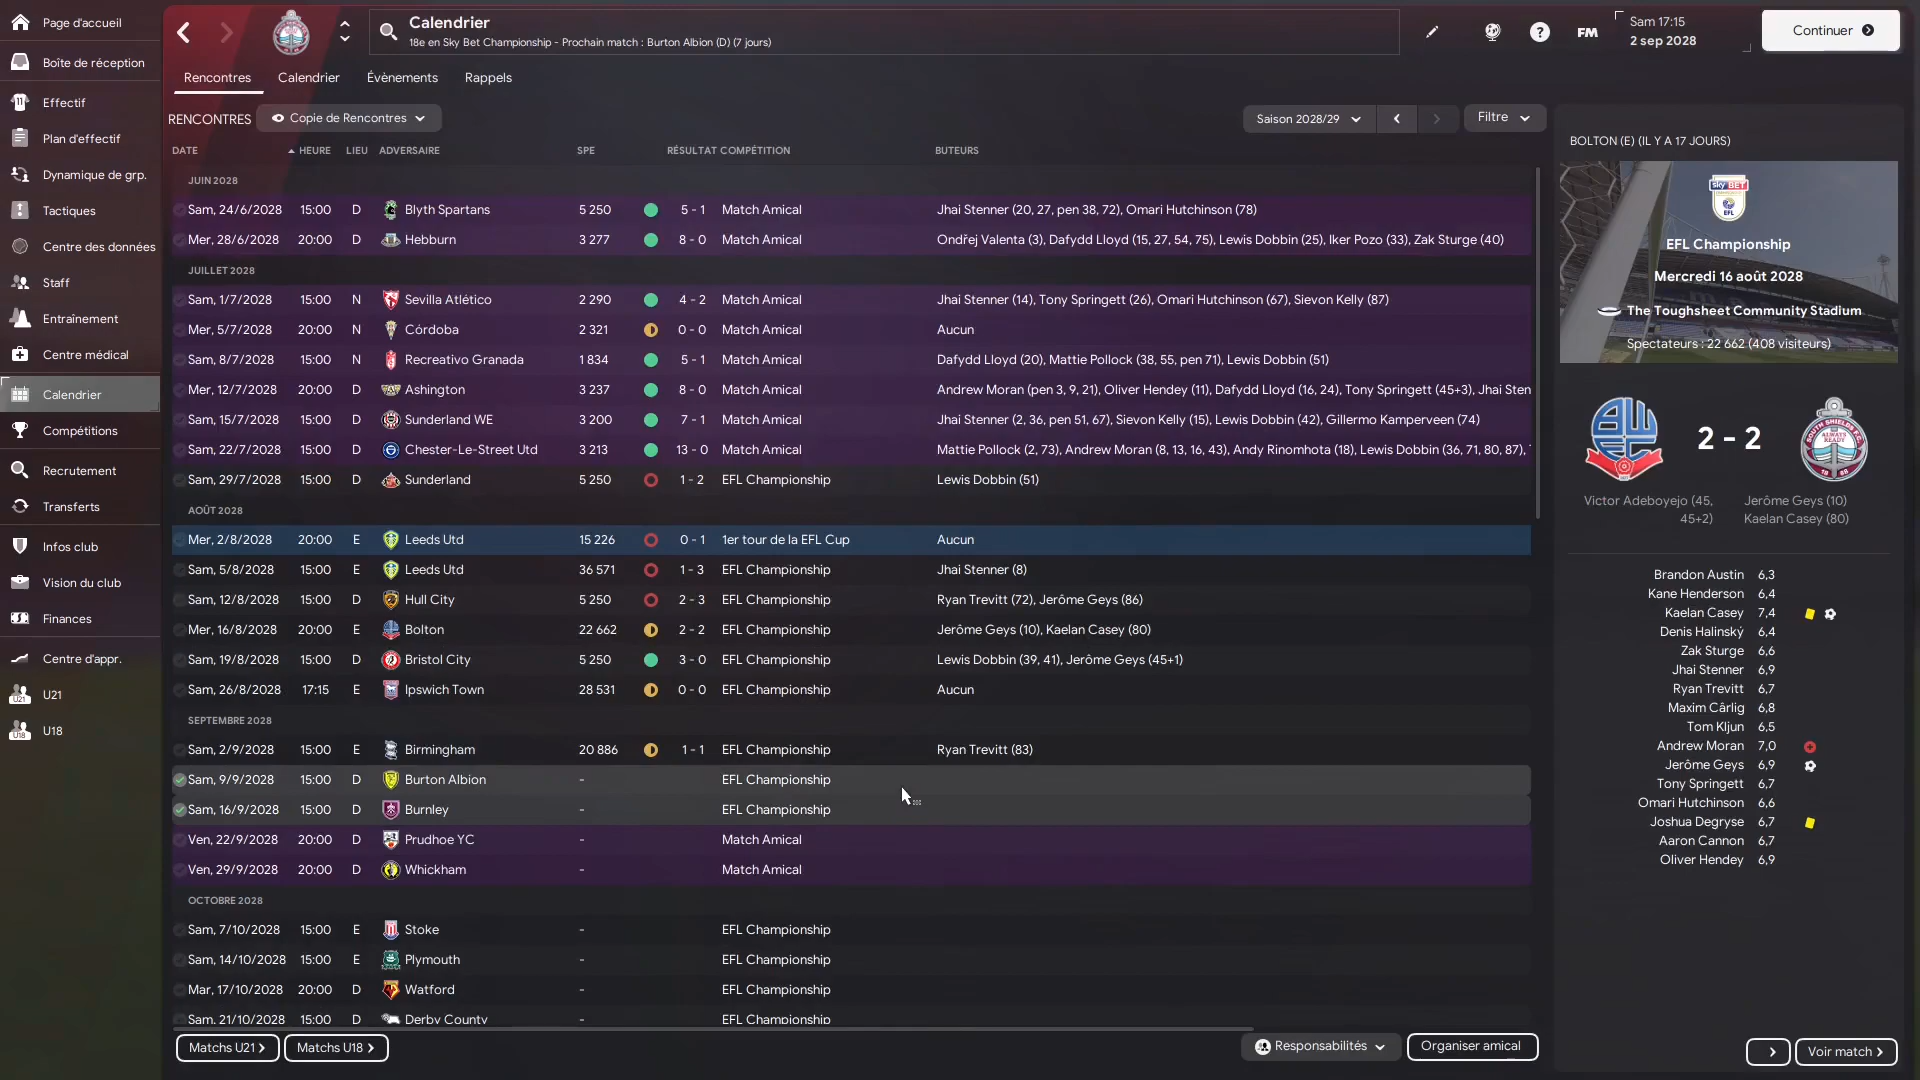 Page d'accueil
Boîte de réception
Effectif
Plan d'effectif
Dynamique de grp.
Tactiques
Centre des données
Staff
Entraînement
Centre médical
Calendrier
Compétitions
Recrutement
Transferts
Infos club
Vision du club
Finances
Centre d'appr.
U21
U18
Calendrier
18e en Sky Bet Championship - Prochain match : Burton Albion (D) (7 jours)
FM
Sam 17:15
2 sep 2028
Continuer
Rencontres Calendrier Évènements Rappels
RENCONTRES Copie de Rencontres Saison 2028/29 Filtre
DATE HEURE LIEU ADVERSAIRE SPE RÉSULTAT COMPÉTITION BUTEURS
JUIN 2028
Sam, 24/6/2028 15:00 D Blyth Spartans 5 250 5 - 1 Match Amical Jhai Stenner (20, 27, pen 38, 72), Omari Hutchinson (78)
Mer, 28/6/2028 20:00 D Hebburn 3 277 8 - 0 Match Amical Ondřej Valenta (3), Dafydd Lloyd (15, 27, 54, 75), Lewis Dobbin (25), Iker Pozo (33), Zak Sturge (40)
JUILLET 2028
Sam, 1/7/2028 15:00 N Sevilla Atlético 2 290 4 - 2 Match Amical Jhai Stenner (14), Tony Springett (26), Omari Hutchinson (67), Sievon Kelly (87)
Mer, 5/7/2028 20:00 N Córdoba 2 321 0 - 0 Match Amical Aucun
Sam, 8/7/2028 15:00 N Recreativo Granada 1 834 5 - 1 Match Amical Dafydd Lloyd (20), Mattie Pollock (38, 55, pen 71), Lewis Dobbin (51)
Mer, 12/7/2028 20:00 D Ashington 3 237 8 - 0 Match Amical Andrew Moran (pen 3, 9, 21), Oliver Hendey (11), Dafydd Lloyd (16, 24), Tony Springett (45+3), Jhai Sten
Sam, 15/7/2028 15:00 D Sunderland WE 3 200 7 - 1 Match Amical Jhai Stenner (2, 36, pen 51, 67), Sievon Kelly (15), Lewis Dobbin (42), Gillermo Kamperveen (74)
Sam, 22/7/2028 15:00 D Chester-Le-Street Utd 3 213 13 - 0 Match Amical Mattie Pollock (2, 73), Andrew Moran (8, 13, 16, 43), Andy Rinomhota (18), Lewis Dobbin (36, 71, 80, 87),
Sam, 29/7/2028 15:00 D Sunderland 5 250 1 - 2 EFL Championship Lewis Dobbin (51)
AOÛT 2028
Mer, 2/8/2028 20:00 E Leeds Utd 15 226 0 - 1 1er tour de la EFL Cup Aucun
Sam, 5/8/2028 15:00 E Leeds Utd 36 571 1 - 3 EFL Championship Jhai Stenner (8)
Sam, 12/8/2028 15:00 D Hull City 5 250 2 - 3 EFL Championship Ryan Trevitt (72), Jerôme Geys (86)
Mer, 16/8/2028 20:00 E Bolton 22 662 2 - 2 EFL Championship Jerôme Geys (10), Kaelan Casey (80)
Sam, 19/8/2028 15:00 D Bristol City 5 250 3 - 0 EFL Championship Lewis Dobbin (39, 41), Jerôme Geys (45+1)
Sam, 26/8/2028 17:15 E Ipswich Town 28 531 0 - 0 EFL Championship Aucun
SEPTEMBRE 2028
Sam, 2/9/2028 15:00 E Birmingham 20 886 1 - 1 EFL Championship Ryan Trevitt (83)
Sam, 9/9/2028 15:00 D Burton Albion - EFL Championship
Sam, 16/9/2028 15:00 D Burnley - EFL Championship
Ven, 22/9/2028 20:00 D Prudhoe YC - Match Amical
Ven, 29/9/2028 20:00 D Whickham - Match Amical
OCTOBRE 2028
Sam, 7/10/2028 15:00 E Stoke - EFL Championship
Sam, 14/10/2028 15:00 E Plymouth - EFL Championship
Mar, 17/10/2028 20:00 D Watford - EFL Championship
Sam, 21/10/2028 15:00 D Derby County - EFL Championship
Matchs U21 Matchs U18 Responsabilités Organiser amical
BOLTON (E) (IL Y A 17 JOURS)
sky BET
EFL
EFL Championship
Mercredi 16 août 2028
The Toughsheet Community Stadium
Spectateurs : 22 662 (408 visiteurs)
2 - 2
SOUTH SHIELDS F.C.
ALWAYS READY
Victor Adeboyejo (45, 45+2)
Jerôme Geys (10)
Kaelan Casey (80)
Brandon Austin 6,3
Kane Henderson 6,4
Kaelan Casey 7,4
Denis Halinský 6,4
Zak Sturge 6,6
Jhai Stenner 6,9
Ryan Trevitt 6,7
Maxim Cârlig 6,8
Tom Kljun 6,5
Andrew Moran 7,0
Jerôme Geys 6,9
Tony Springett 6,7
Omari Hutchinson 6,6
Joshua Degryse 6,7
Aaron Cannon 6,7
Oliver Hendey 6,9
Voir match